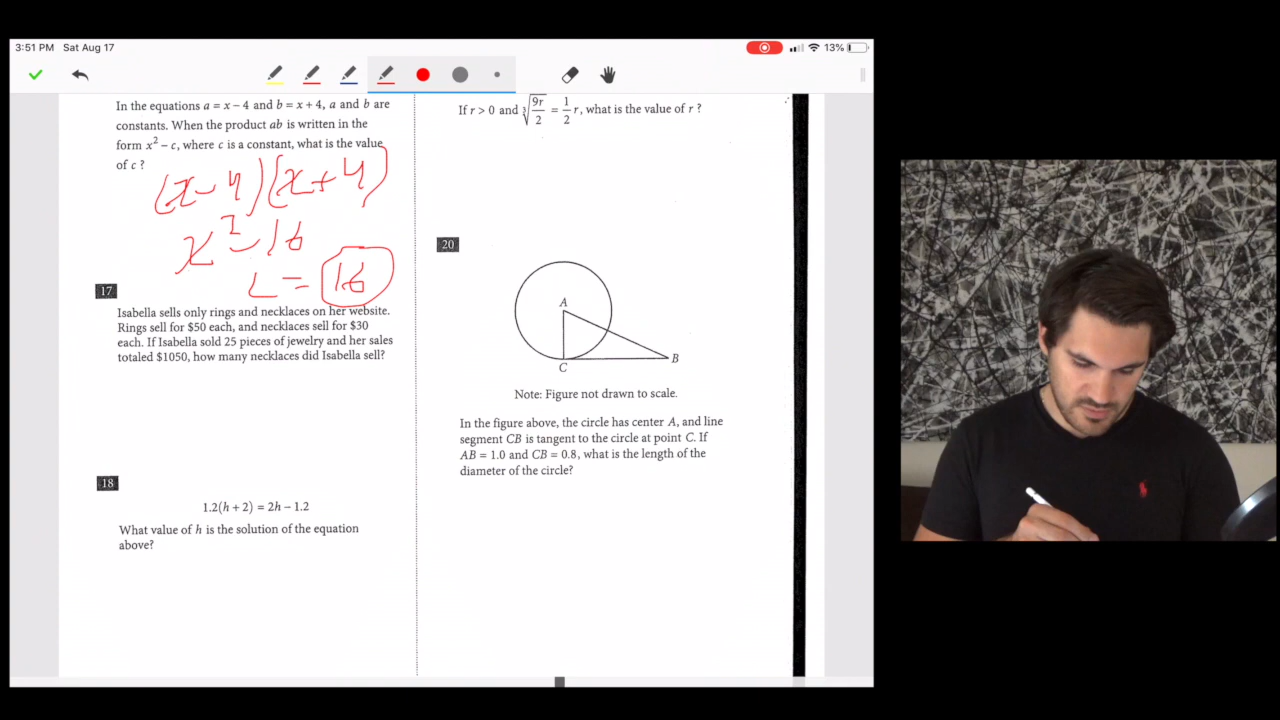 3:51 PM Sat Aug 17
13%
In the equations a = x − 4 and b = x + 4, a and b are
constants. When the product ab is written in the
form x² − c, where c is a constant, what is the value
of c ?
(x − 4)(x + 4)
x² − 16
c = 16
17
Isabella sells only rings and necklaces on her website.
Rings sell for $50 each, and necklaces sell for $30
each. If Isabella sold 25 pieces of jewelry and her sales
totaled $1050, how many necklaces did Isabella sell?
18
1.2(h + 2) = 2h − 1.2
What value of h is the solution of the equation
above?
If r > 0 and ∛(9r/2) = 1/2 r, what is the value of r ?
20
A
B
C
Note: Figure not drawn to scale.
In the figure above, the circle has center A, and line
segment CB is tangent to the circle at point C. If
AB = 1.0 and CB = 0.8, what is the length of the
diameter of the circle?